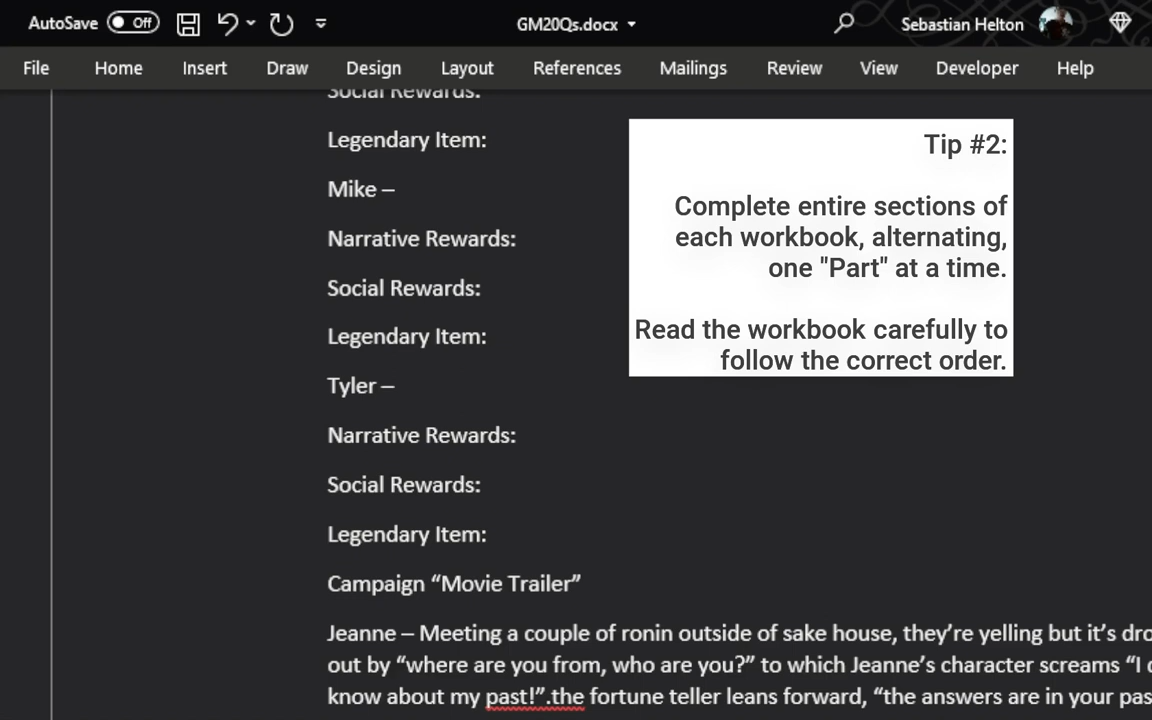 AutoSave Off GM20Qs.docx Sebastian Helton
File Home Insert Draw Design Layout References Mailings Review View Developer Help
Social Rewards:
Legendary Item:
Mike –
Narrative Rewards:
Social Rewards:
Legendary Item:
Tyler –
Narrative Rewards:
Social Rewards:
Legendary Item:
Campaign “Movie Trailer”
Jeanne – Meeting a couple of ronin outside of sake house, they’re yelling but it’s
out by “where are you from, who are you?” to which Jeanne’s character screams “I
know about my past!”.the fortune teller leans forward, “the answers are in your
Tip #2:
Complete entire sections of
each workbook, alternating,
one "Part" at a time.
Read the workbook carefully to
follow the correct order.